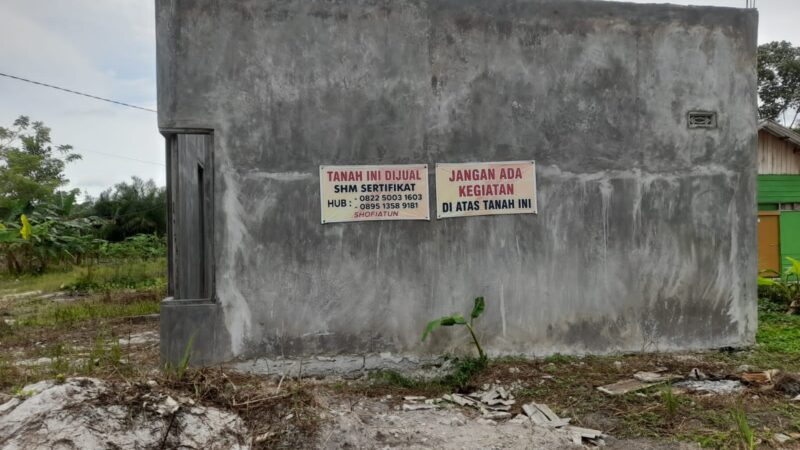 TANAH INI DIJUAL
SHM SERTIFIKAT
HUB : - 0822 5003 1603
- 0895 1358 9181
SHOFIATUN
JANGAN ADA
KEGIATAN
DI ATAS TANAH INI